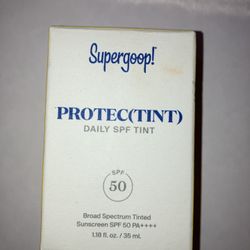 Supergoop!
PROTEC(TINT)
DAILY SPF TINT
SPF
50
Broad Spectrum Tinted
Sunscreen SPF 50 PA++++
1.18 fl. oz. / 35 mL